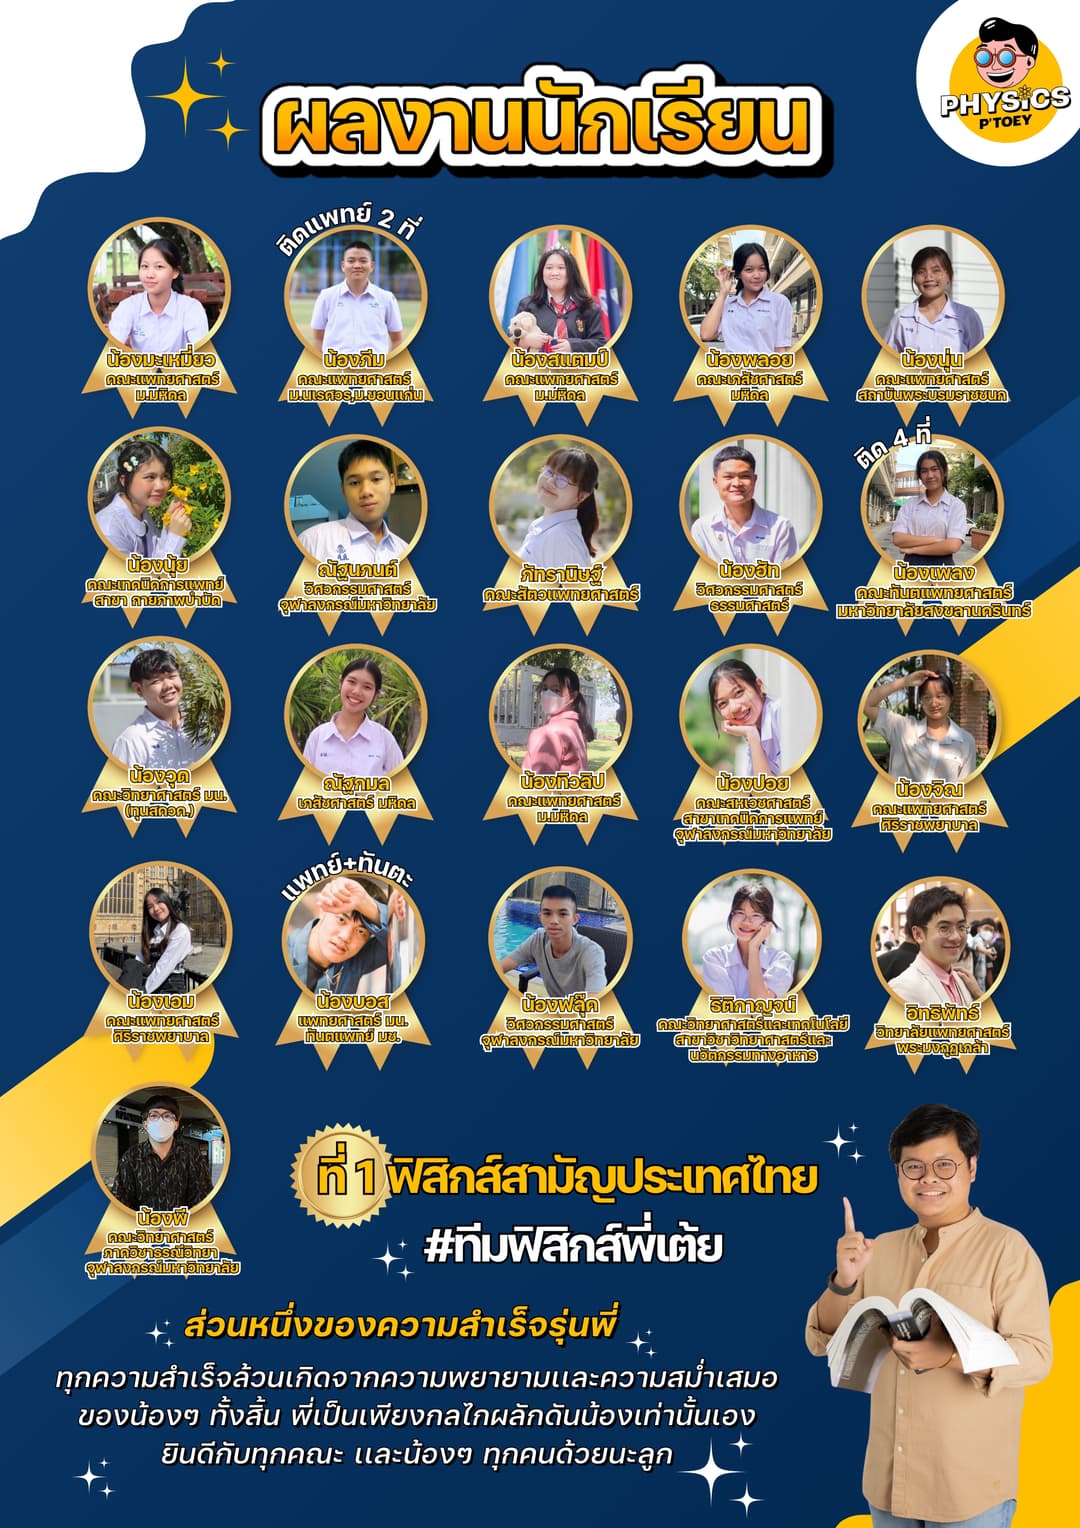 PHYSICS
P'TOEY
ผลงานนักเรียน
น้องมะเหมี่ยว
คณะแพทยศาสตร์
ม.มหิดล
ติดแพทย์ 2 ที่
น้องภีม
คณะแพทยศาสตร์
ม.นเรศวร,ม.ขอนแก่น
น้องสแตมป์
คณะแพทยศาสตร์
ม.มหิดล
น้องพลอย
คณะเภสัชศาสตร์
มหิดล
น้องนุ่น
คณะแพทยศาสตร์
สถาบันพระบรมราชชนก
น้องนุ้ย
คณะเทคนิคการแพทย์
สาขา กายภาพบำบัด
ณัฐนภนต์
วิศวกรรมศาสตร์
จุฬาลงกรณ์มหาวิทยาลัย
ภัทรานิษฐ์
คณะสัตวแพทยศาสตร์
น้องฮัท
วิศวกรรมศาสตร์
ธรรมศาสตร์
ติด 4 ที่
น้องเพลง
คณะทันตแพทยศาสตร์
มหาวิทยาลัยสงขลานครินทร์
น้องวุด
คณะวิทยาศาสตร์ มน.
(ทุนสควค.)
ณัฐกมล
เภสัชศาสตร์ มหิดล
น้องทิวลิป
คณะแพทยศาสตร์
ม.มหิดล
น้องปอย
คณะสหเวชศาสตร์
สาขาเทคนิคการแพทย์
จุฬาลงกรณ์มหาวิทยาลัย
น้องจิณ
คณะแพทยศาสตร์
ศิริราชพยาบาล
น้องเอม
คณะแพทยศาสตร์
ศิริราชพยาบาล
แพทย์+ทันตะ
น้องบอส
แพทยศาสตร์ มน.
ทันตแพทย์ มช.
น้องฟลุ๊ค
วิศวกรรมศาสตร์
จุฬาลงกรณ์มหาวิทยาลัย
ธิติกาญจน์
คณะวิทยาศาสตร์และเทคโนโลยี
สาขาวิชาวิทยาศาสตร์และ
นวัตกรรมทางอาหาร
อิทธิพัทธ์
วิทยาลัยแพทยศาสตร์
พระมงกุฎเกล้า
น้องพี
คณะวิทยาศาสตร์
ภาควิชาธรณีวิทยา
จุฬาลงกรณ์มหาวิทยาลัย
ที่ 1 ฟิสิกส์สามัญประเทศไทย
#ทีมฟิสิกส์พี่เต้ย
ส่วนหนึ่งของความสำเร็จรุ่นพี่
ทุกความสำเร็จล้วนเกิดจากความพยายามและความสม่ำเสมอ
ของน้องๆ ทั้งสิ้น พี่เป็นเพียงกลไกผลักดันน้องเท่านั้นเอง
ยินดีกับทุกคณะ และน้องๆ ทุกคนด้วยนะลูก